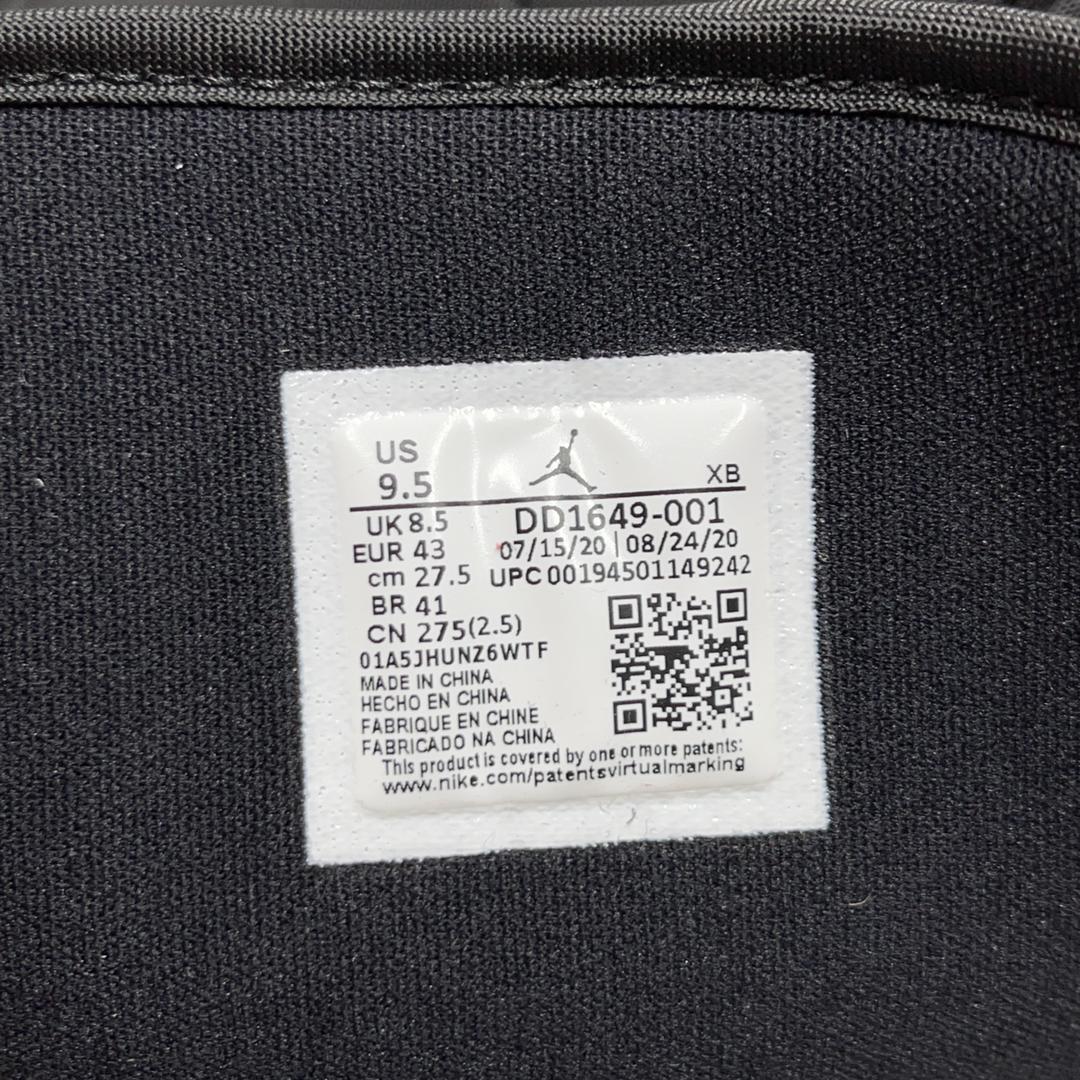 US
9.5
XB
UK 8.5
DD1649-001
EUR 43
07/15/20 | 08/24/20
cm 27.5
UPC 00194501149242
BR 41
CN 275(2.5)
01A5JHUNZ6WTF
MADE IN CHINA
HECHO EN CHINA
FABRIQUE EN CHINE
FABRICADO NA CHINA
This product is covered by one or more patents:
www.nike.com/patentsvirtualmarking